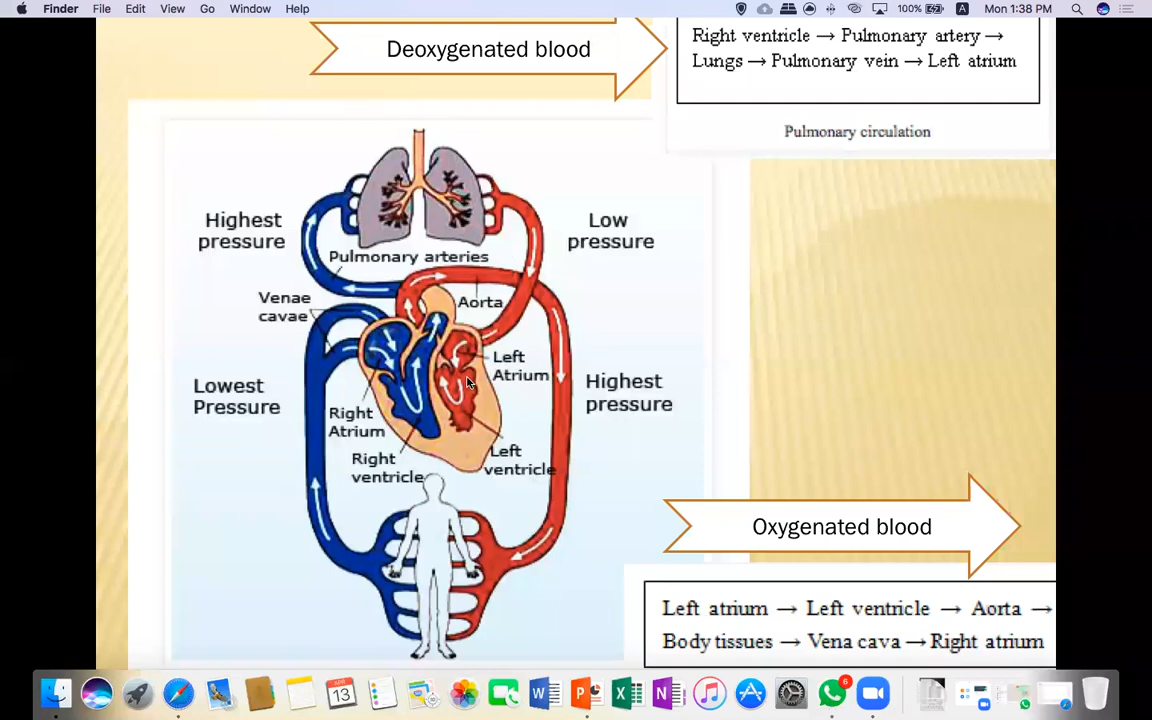 Finder File Edit View Go Window Help 100% A Mon 1:38 PM
Deoxygenated blood
Right ventricle → Pulmonary artery →
Lungs → Pulmonary vein → Left atrium
Pulmonary circulation
Highest
pressure
Low
pressure
Pulmonary arteries
Venae
cavae
Aorta
Left
Atrium
Lowest
Pressure
Highest
pressure
Right
Atrium
Right
ventricle
Left
ventricle
Oxygenated blood
Left atrium → Left ventricle → Aorta →
Body tissues → Vena cava → Right atrium
APR
13
W P X N 6